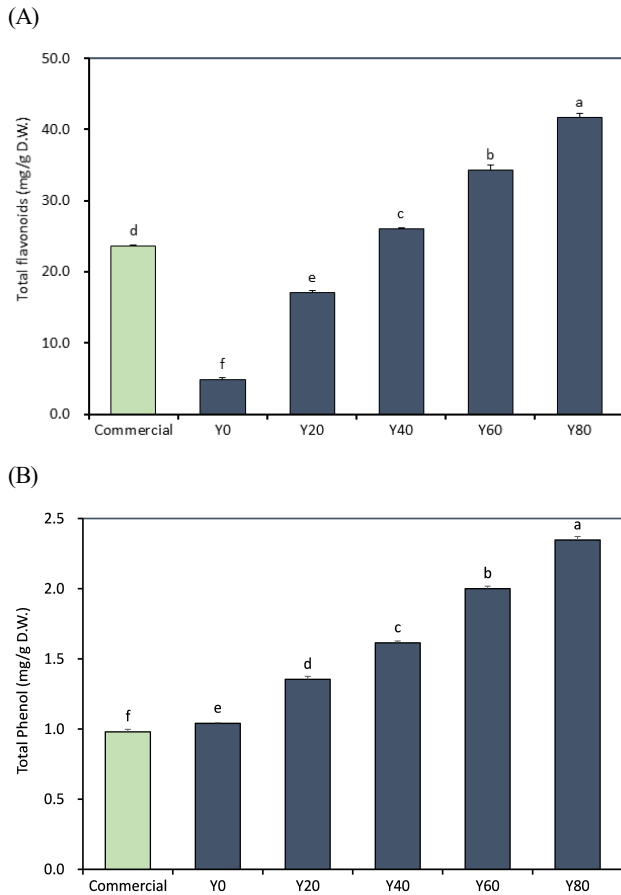 (A)
Total flavonoids (mg/g D.W.)
50.0
40.0
30.0
20.0
10.0
0.0
d
f
e
c
b
a
Commercial
Y0
Y20
Y40
Y60
Y80
(B)
Total Phenol (mg/g D.W.)
2.5
2.0
1.5
1.0
0.5
0.0
f
e
d
c
b
a
Commercial
Y0
Y20
Y40
Y60
Y80